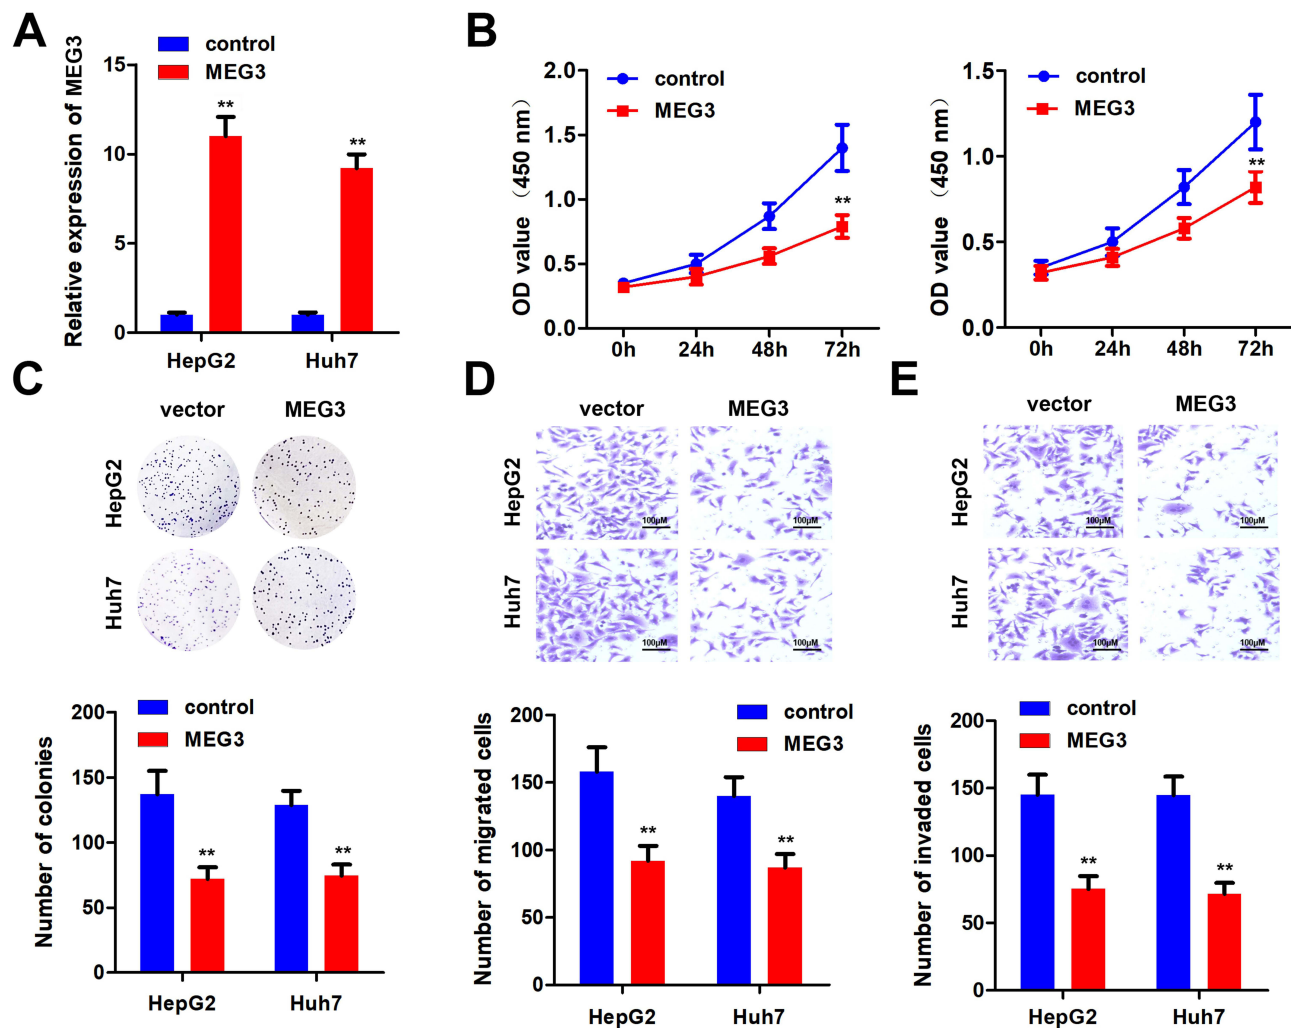 A
control
MEG3
Relative expression of MEG3
15
10
5
0
**
**
HepG2
Huh7
B
control
MEG3
OD value （450 nm）
2.0
1.5
1.0
0.5
0.0
**
0h
24h
48h
72h
control
MEG3
OD value （450 nm）
1.5
1.0
0.5
0.0
**
0h
24h
48h
72h
C
vector
MEG3
HepG2
Huh7
control
MEG3
Number of colonies
200
150
100
50
0
**
**
HepG2
Huh7
D
vector
MEG3
HepG2
100μM
100μM
Huh7
100μM
100μM
control
MEG3
Number of migrated cells
200
150
100
50
0
**
**
HepG2
Huh7
E
vector
MEG3
HepG2
100μM
100μM
Huh7
100μM
100μM
control
MEG3
Number of invaded cells
200
150
100
50
0
**
**
HepG2
Huh7